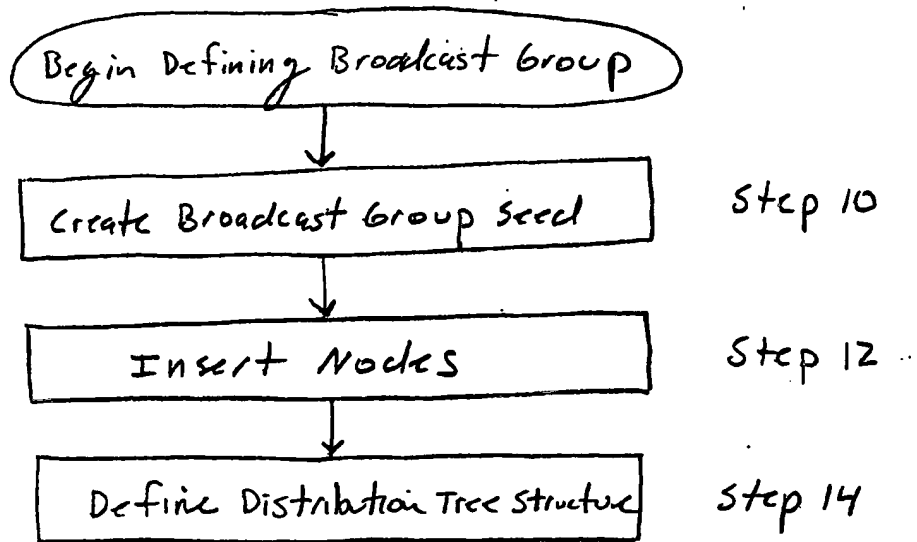 Begin Defining Broadcast Group
Create Broadcast Group Seed
Step 10
Insert Nodes
Step 12
Define Distribution Tree Structure
Step 14